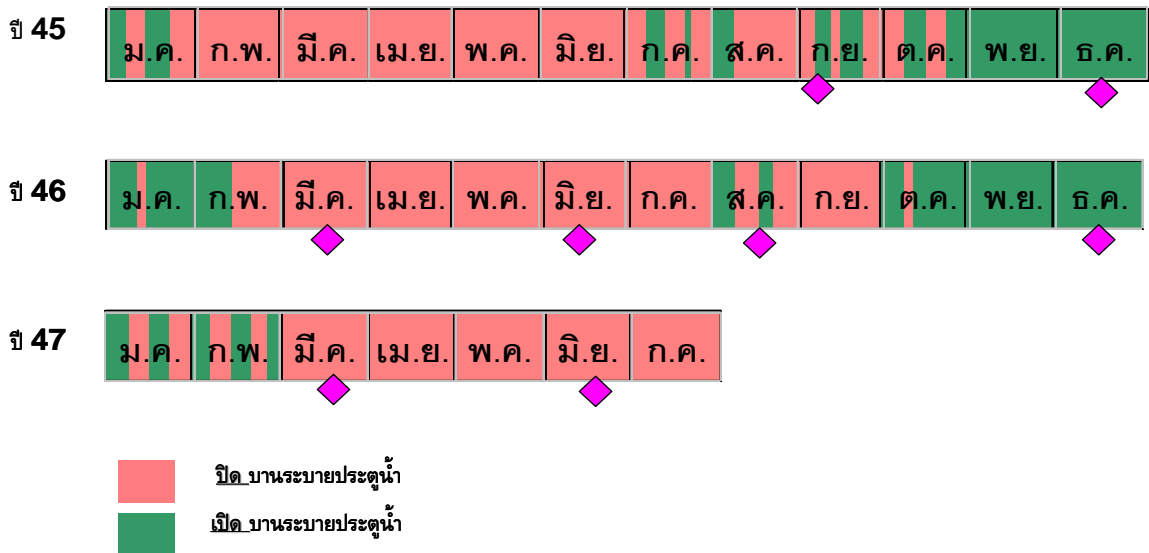 ปี 45 ม.ค. ก.พ. มี.ค. เม.ย. พ.ค. มิ.ย. ก.ค. ส.ค. ก.ย. ต.ค. พ.ย. ธ.ค.
ปี 46 ม.ค. ก.พ. มี.ค. เม.ย. พ.ค. มิ.ย. ก.ค. ส.ค. ก.ย. ต.ค. พ.ย. ธ.ค.
ปี 47 ม.ค. ก.พ. มี.ค. เม.ย. พ.ค. มิ.ย. ก.ค.
ปิด บานระบายประตูน้ำ
เปิด บานระบายประตูน้ำ